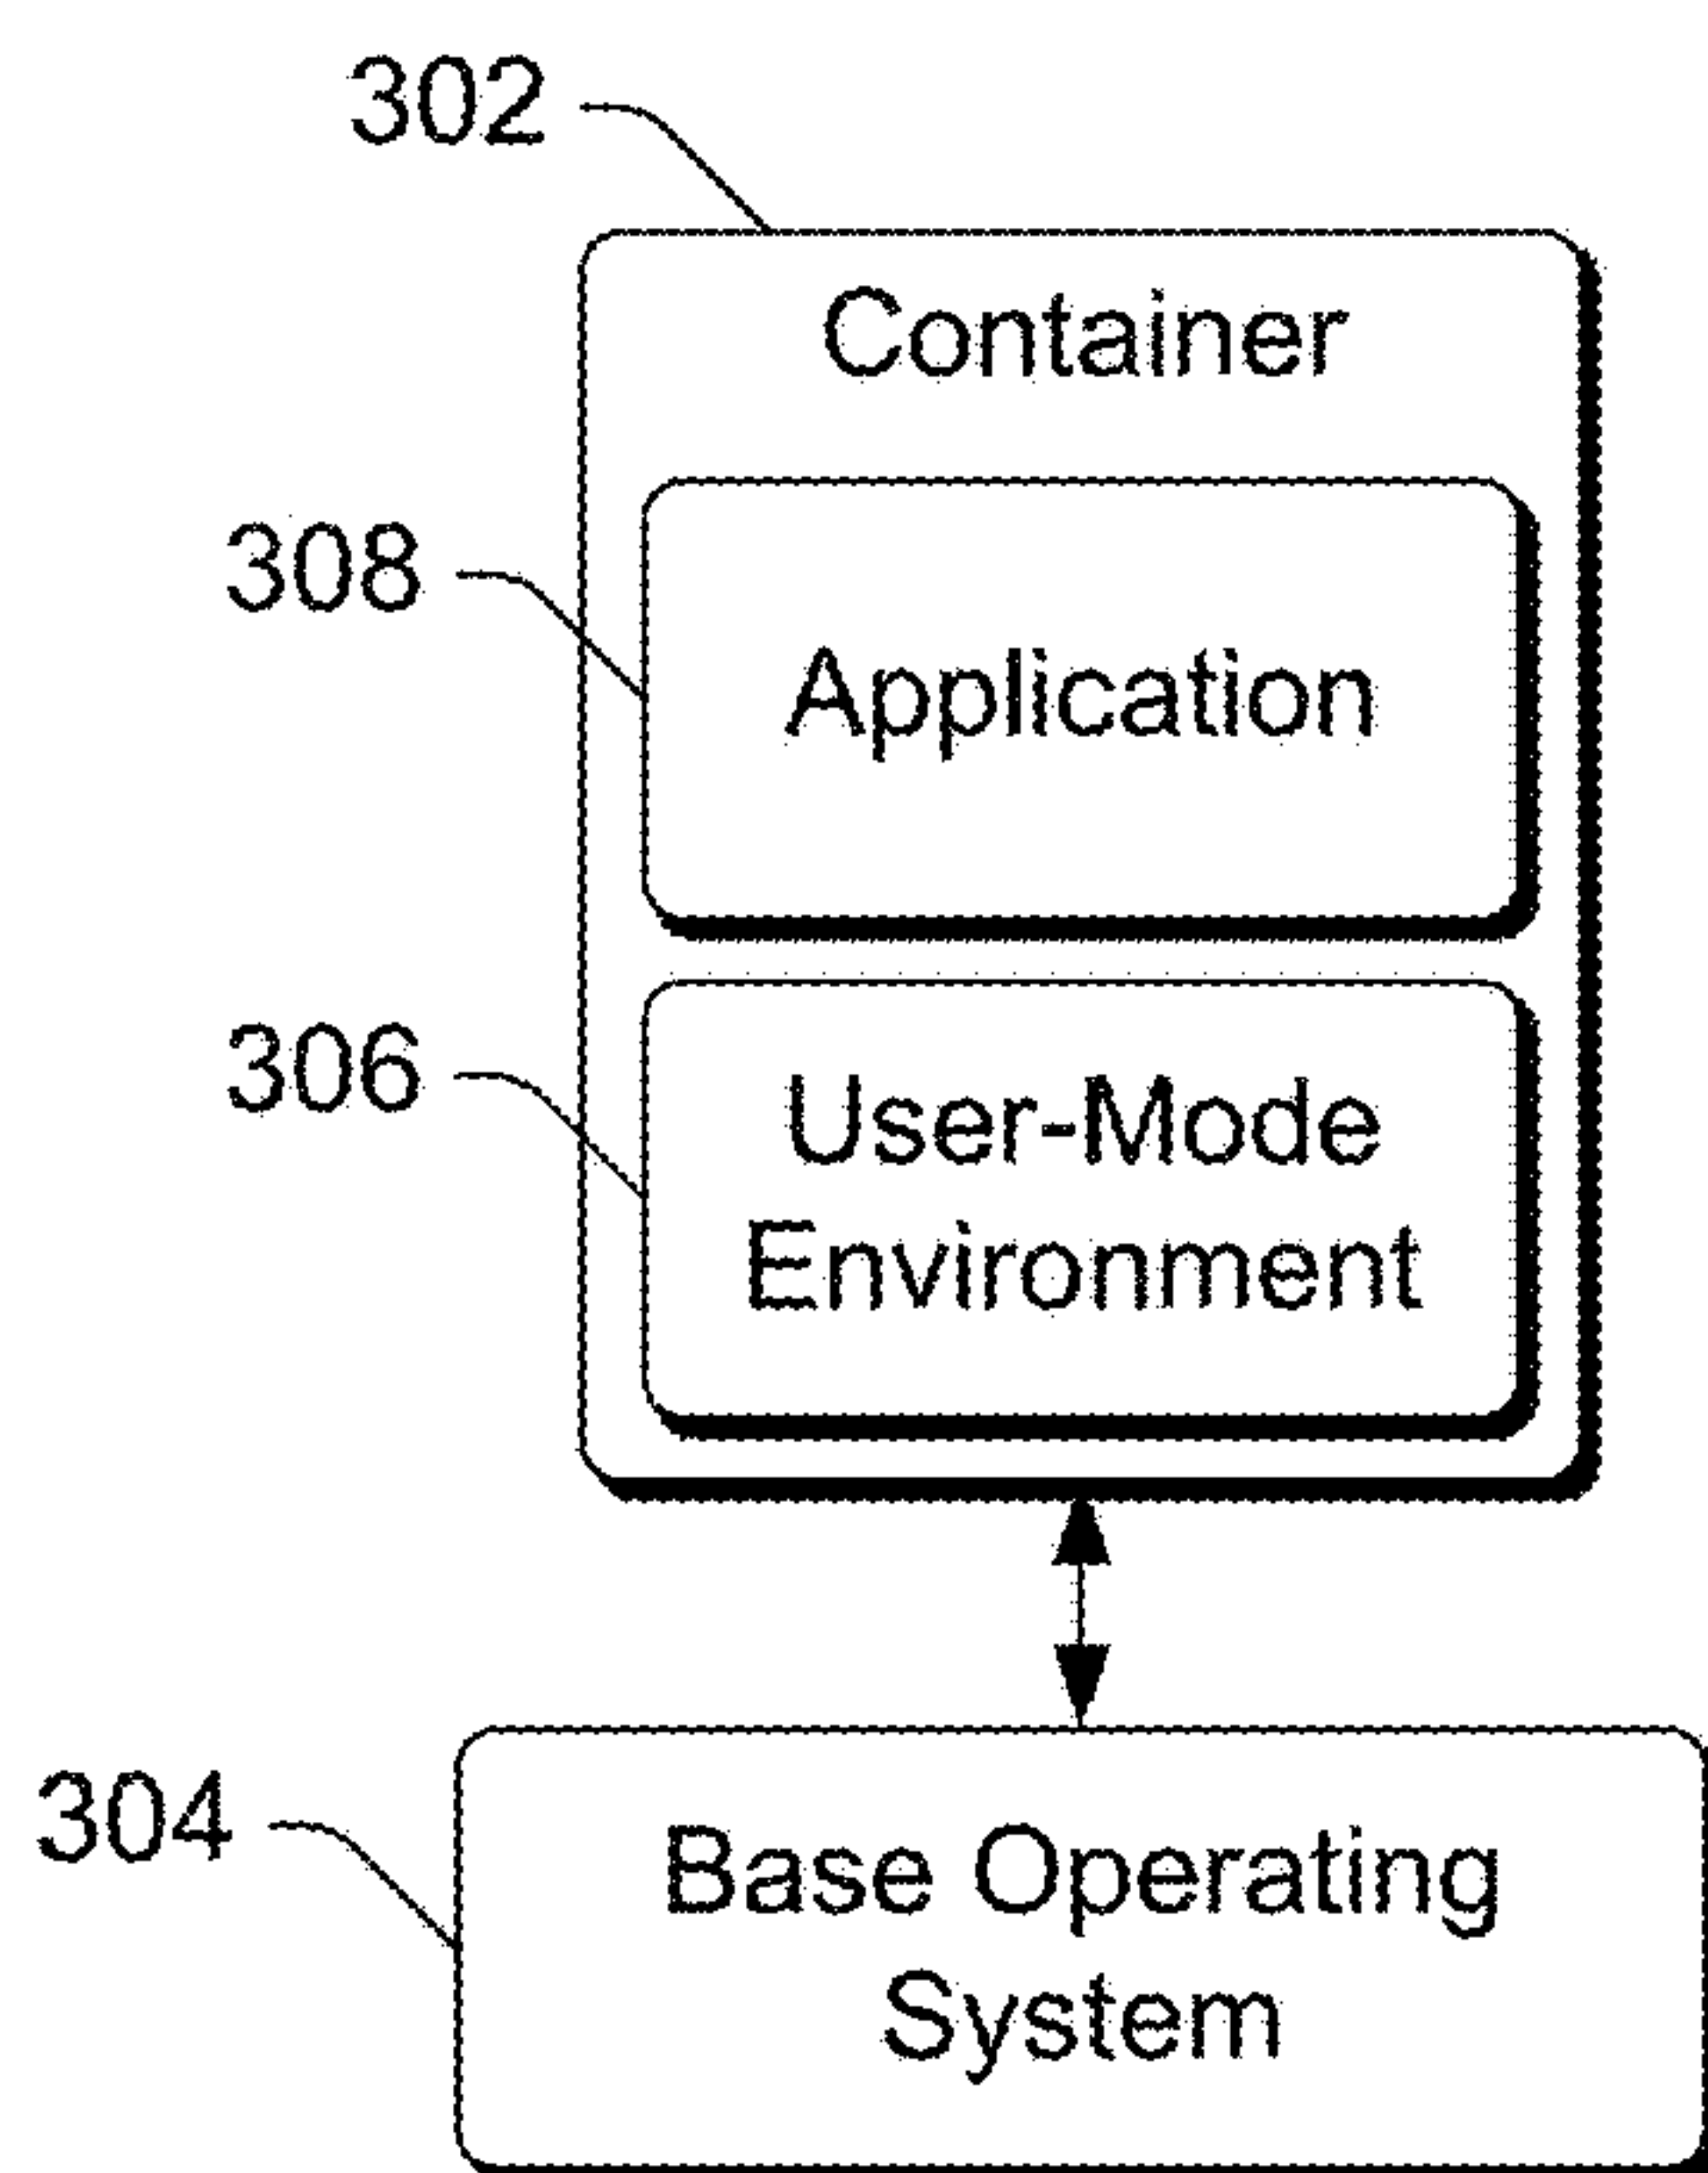 302
Container
308
Application
306
User-Mode
Environment
304
Base Operating
System